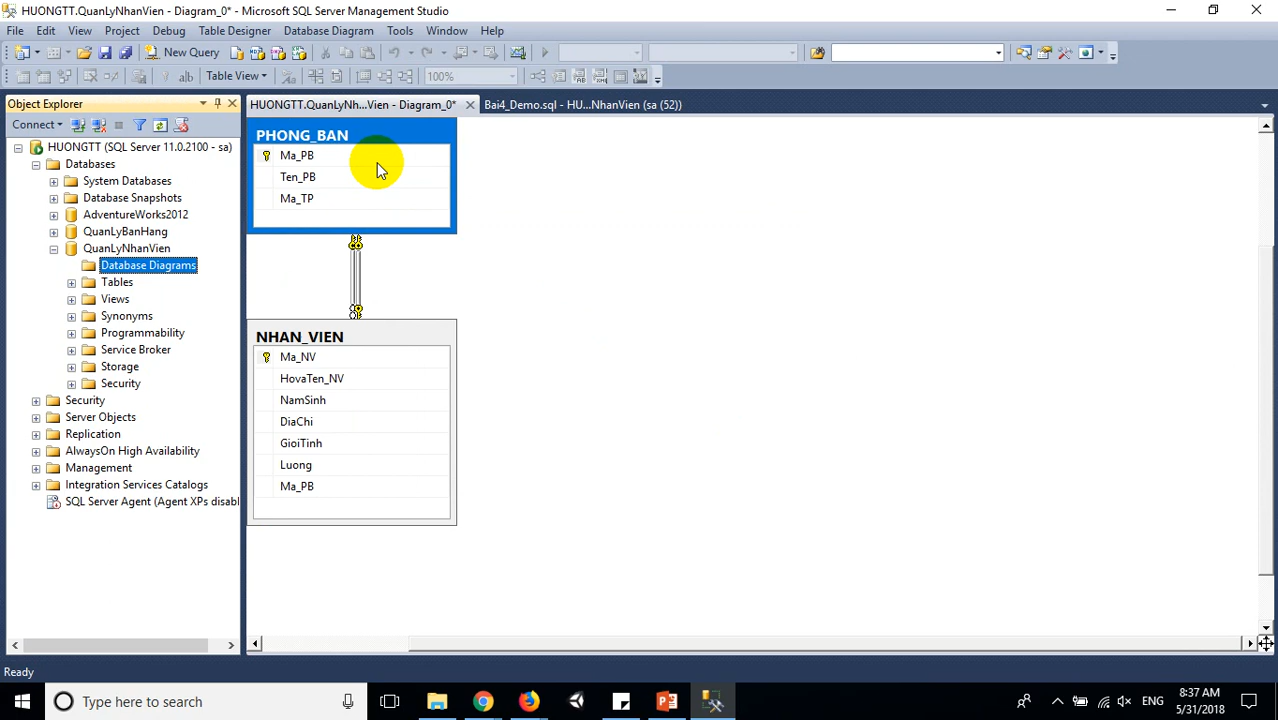 HUONGTT.QuanLyNhanVien - Diagram_0* - Microsoft SQL Server Management Studio
File Edit View Project Debug Table Designer Database Diagram Tools Window Help
New Query
Table View 100%
Object Explorer
HUONGTT.QuanLyNh...Vien - Diagram_0* Bai4_Demo.sql - HU...NhanVien (sa (52))
Connect
HUONGTT (SQL Server 11.0.2100 - sa)
Databases
System Databases
Database Snapshots
AdventureWorks2012
QuanLyBanHang
QuanLyNhanVien
Database Diagrams
Tables
Views
Synonyms
Programmability
Service Broker
Storage
Security
Security
Server Objects
Replication
AlwaysOn High Availability
Management
Integration Services Catalogs
SQL Server Agent (Agent XPs disabl
PHONG_BAN
Ma_PB
Ten_PB
Ma_TP
NHAN_VIEN
Ma_NV
HovaTen_NV
NamSinh
DiaChi
GioiTinh
Luong
Ma_PB
Ready
Type here to search
ENG
8:37 AM
5/31/2018